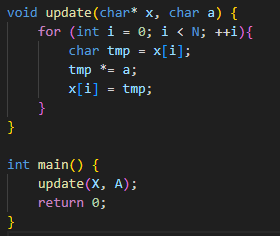 void update(char* x, char a) {
    for (int i = 0; i < N; ++i){
        char tmp = x[i];
        tmp *= a;
        x[i] = tmp;
    }
}

int main() {
    update(X, A);
    return 0;
}